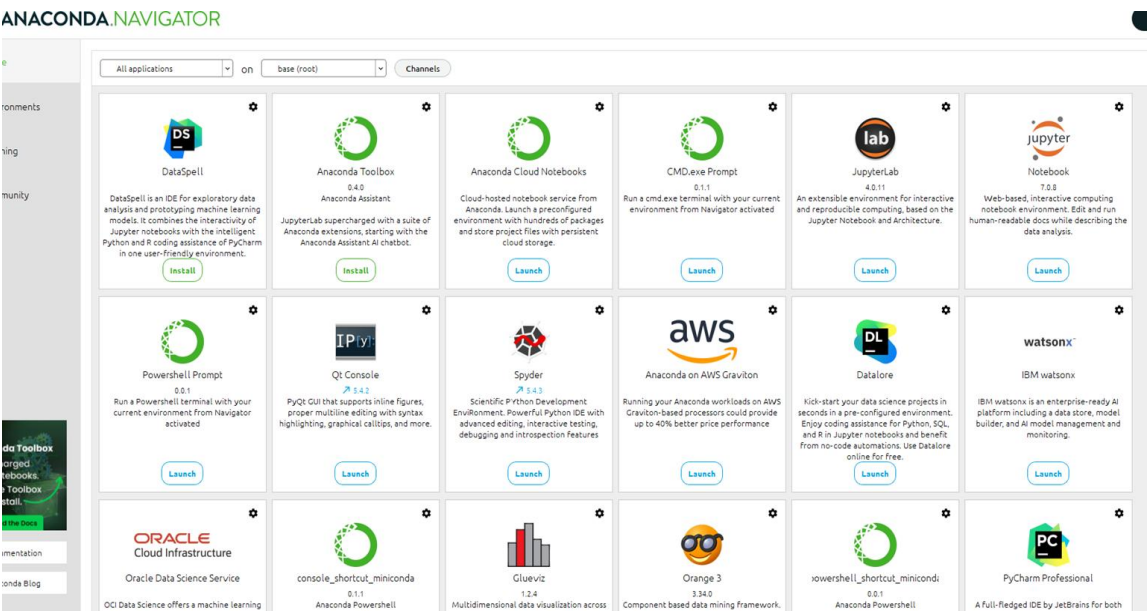 ANACONDA.NAVIGATOR
All applications on base (root) Channels
ronments
ning
munity
DS
DataSpell
DataSpell is an IDE for exploratory data
analysis and prototyping machine learning
models. It combines the interactivity of
Jupyter notebooks with the intelligent
Python and R coding assistance of PyCharm
in one user-friendly environment.
Install
Anaconda Toolbox
0.4.0
Anaconda Assistant
JupyterLab supercharged with a suite of
Anaconda extensions, starting with the
Anaconda Assistant AI chatbot.
Install
Anaconda Cloud Notebooks
Cloud-hosted notebook service from
Anaconda. Launch a preconfigured
environment with hundreds of packages
and store project files with persistent
cloud storage.
Launch
CMD.exe Prompt
0.1.1
Run a cmd.exe terminal with your current
environment from Navigator activated
Launch
lab
JupyterLab
4.0.11
An extensible environment for interactive
and reproducible computing, based on the
Jupyter Notebook and Architecture.
Launch
jupyter
Notebook
7.0.8
Web-based, interactive computing
notebook environment. Edit and run
human-readable docs while describing the
data analysis.
Launch
Powershell Prompt
0.0.1
Run a Powershell terminal with your
current environment from Navigator
activated
Launch
IP[y]:
Qt Console
5.4.2
PyQt GUI that supports inline figures,
proper multiline editing with syntax
highlighting, graphical calltips, and more.
Launch
Spyder
5.4.3
Scientific PYthon Development
EnviRonment. Powerful Python IDE with
advanced editing, interactive testing,
debugging and introspection features
Launch
aws
Anaconda on AWS Graviton
Running your Anaconda workloads on AWS
Graviton-based processors could provide
up to 40% better price performance
Launch
DL
Datalore
Kick-start your data science projects in
seconds in a pre-configured environment.
Enjoy coding assistance for Python, SQL,
and R in Jupyter notebooks and benefit
from no-code automations. Use Datalore
online for free.
Launch
watsonx
IBM watsonx
IBM watsonx is an enterprise-ready AI
platform including a data store, model
builder, and AI model management and
monitoring.
Launch
da Toolbox
arged
tebooks.
e Toolbox
stall.
d the Docs
mentation
conda Blog
ORACLE
Cloud Infrastructure
Oracle Data Science Service
OCI Data Science offers a machine learning
console_shortcut_miniconda
0.1.1
Anaconda Powershell
Glueviz
1.2.4
Multidimensional data visualization across
Orange 3
3.34.0
Component based data mining framework.
powershell_shortcut_miniconda
0.0.1
Anaconda Powershell
PC
PyCharm Professional
A full-fledged IDE by JetBrains for both